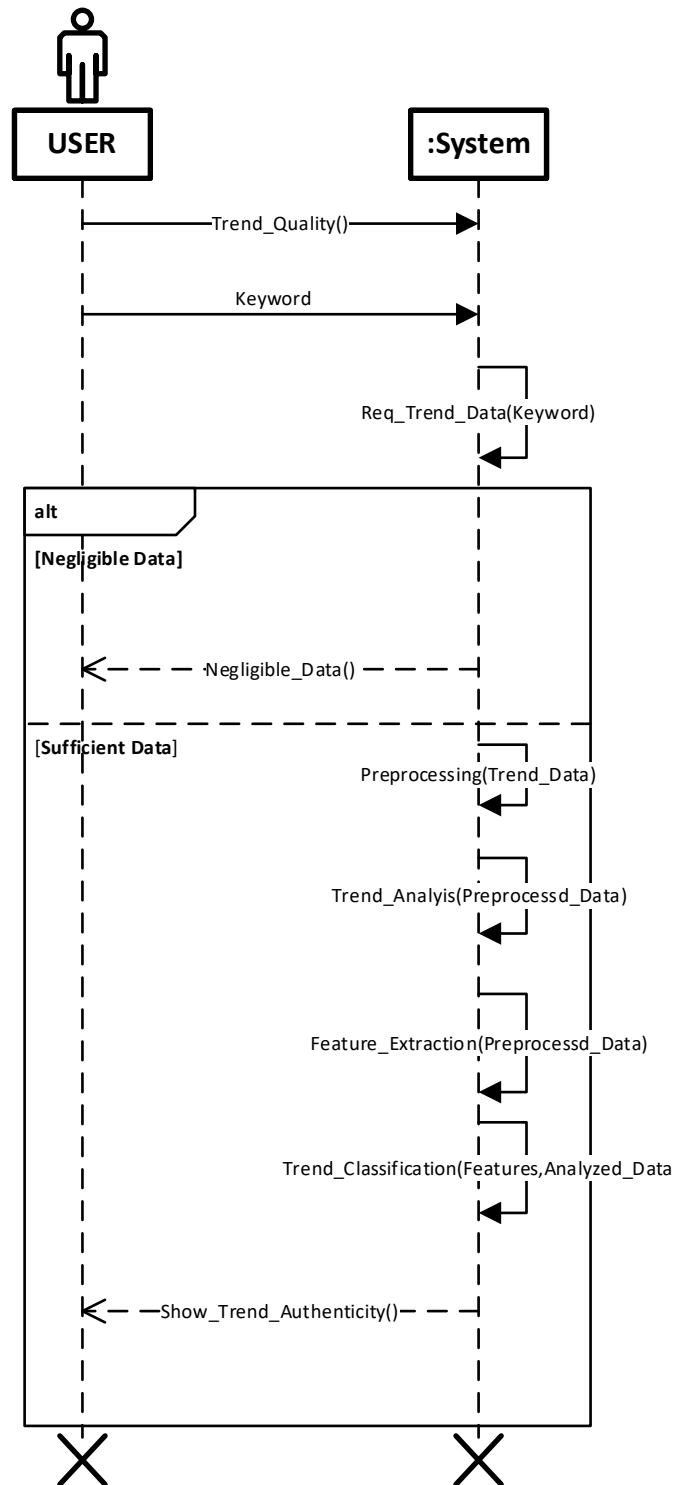 USER
:System
Trend_Quality()
Keyword
Req_Trend_Data(Keyword)
alt
[Negligible Data]
Negligible_Data()
[Sufficient Data]
Preprocessing(Trend_Data)
Trend_Analyis(Preprocessd_Data)
Feature_Extraction(Preprocessd_Data)
Trend_Classification(Features,Analyzed_Data
Show_Trend_Authenticity()